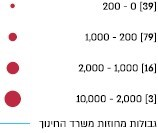 0 - 200 [39]
200 - 1,000 [79]
1,000 - 2,000 [16]
2,000 - 10,000 [3]
גבולות מחוזות משרד החינוך